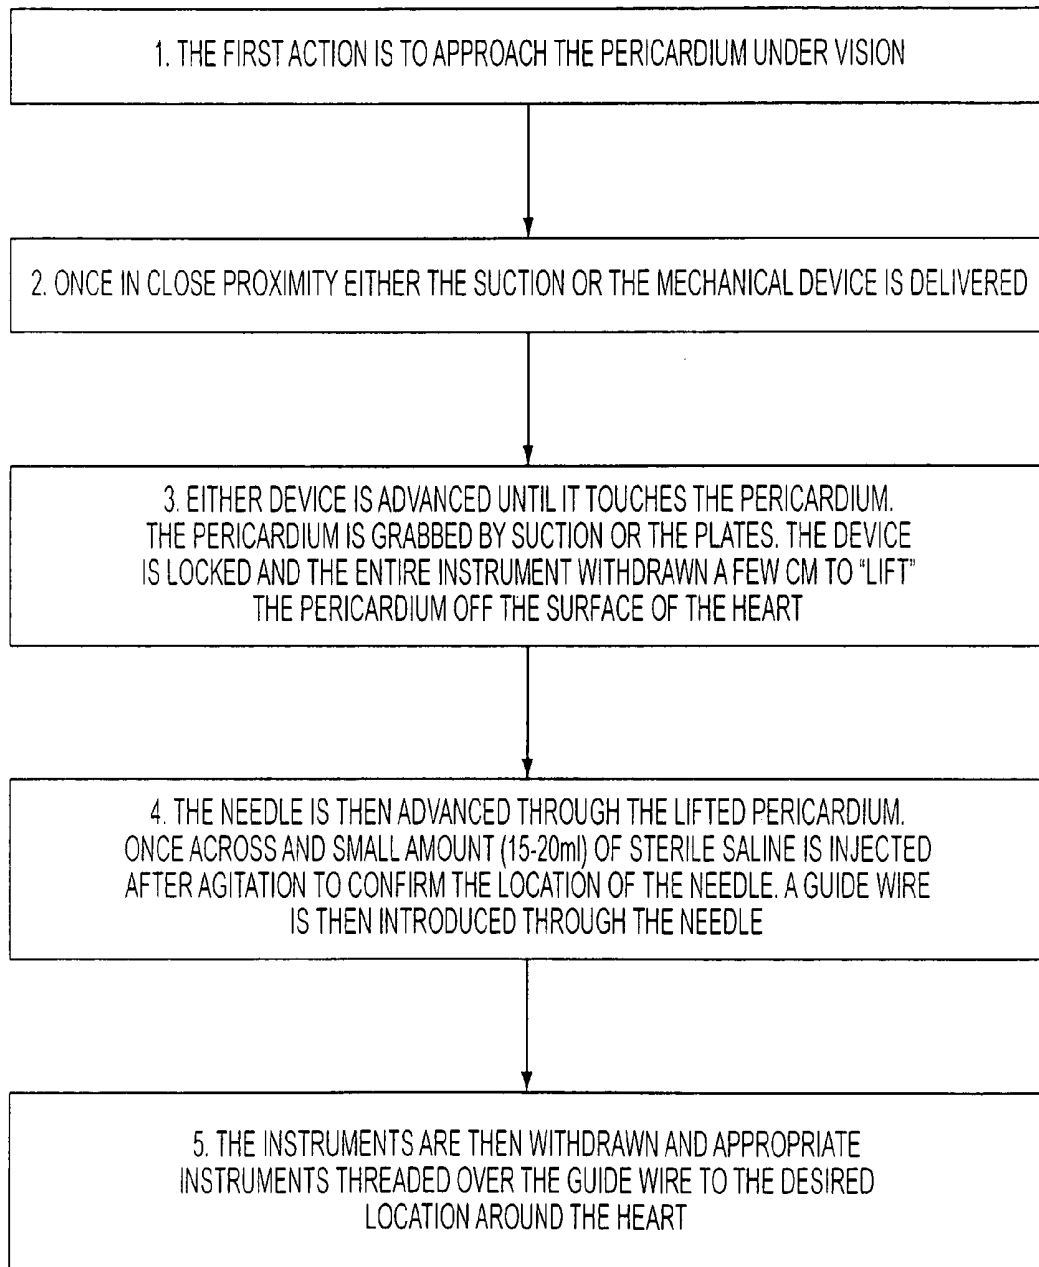 1. THE FIRST ACTION IS TO APPROACH THE PERICARDIUM UNDER VISION
2. ONCE IN CLOSE PROXIMITY EITHER THE SUCTION OR THE MECHANICAL DEVICE IS DELIVERED
3. EITHER DEVICE IS ADVANCED UNTIL IT TOUCHES THE PERICARDIUM.
THE PERICARDIUM IS GRABBED BY SUCTION OR THE PLATES. THE DEVICE
IS LOCKED AND THE ENTIRE INSTRUMENT WITHDRAWN A FEW CM TO "LIFT"
THE PERICARDIUM OFF THE SURFACE OF THE HEART
4. THE NEEDLE IS THEN ADVANCED THROUGH THE LIFTED PERICARDIUM.
ONCE ACROSS AND SMALL AMOUNT (15-20ml) OF STERILE SALINE IS INJECTED
AFTER AGITATION TO CONFIRM THE LOCATION OF THE NEEDLE. A GUIDE WIRE
IS THEN INTRODUCED THROUGH THE NEEDLE
5. THE INSTRUMENTS ARE THEN WITHDRAWN AND APPROPRIATE
INSTRUMENTS THREADED OVER THE GUIDE WIRE TO THE DESIRED
LOCATION AROUND THE HEART